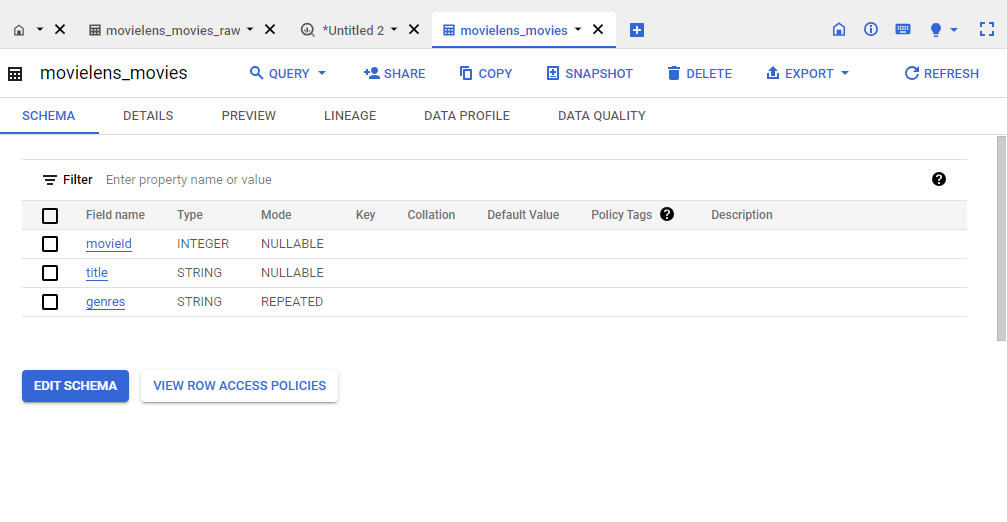 movielens_movies_raw *Untitled 2 movielens_movies
movielens_movies QUERY SHARE COPY SNAPSHOT DELETE EXPORT REFRESH
SCHEMA DETAILS PREVIEW LINEAGE DATA PROFILE DATA QUALITY
Filter Enter property name or value
Field name Type Mode Key Collation Default Value Policy Tags Description
movieId INTEGER NULLABLE
title STRING NULLABLE
genres STRING REPEATED
EDIT SCHEMA VIEW ROW ACCESS POLICIES